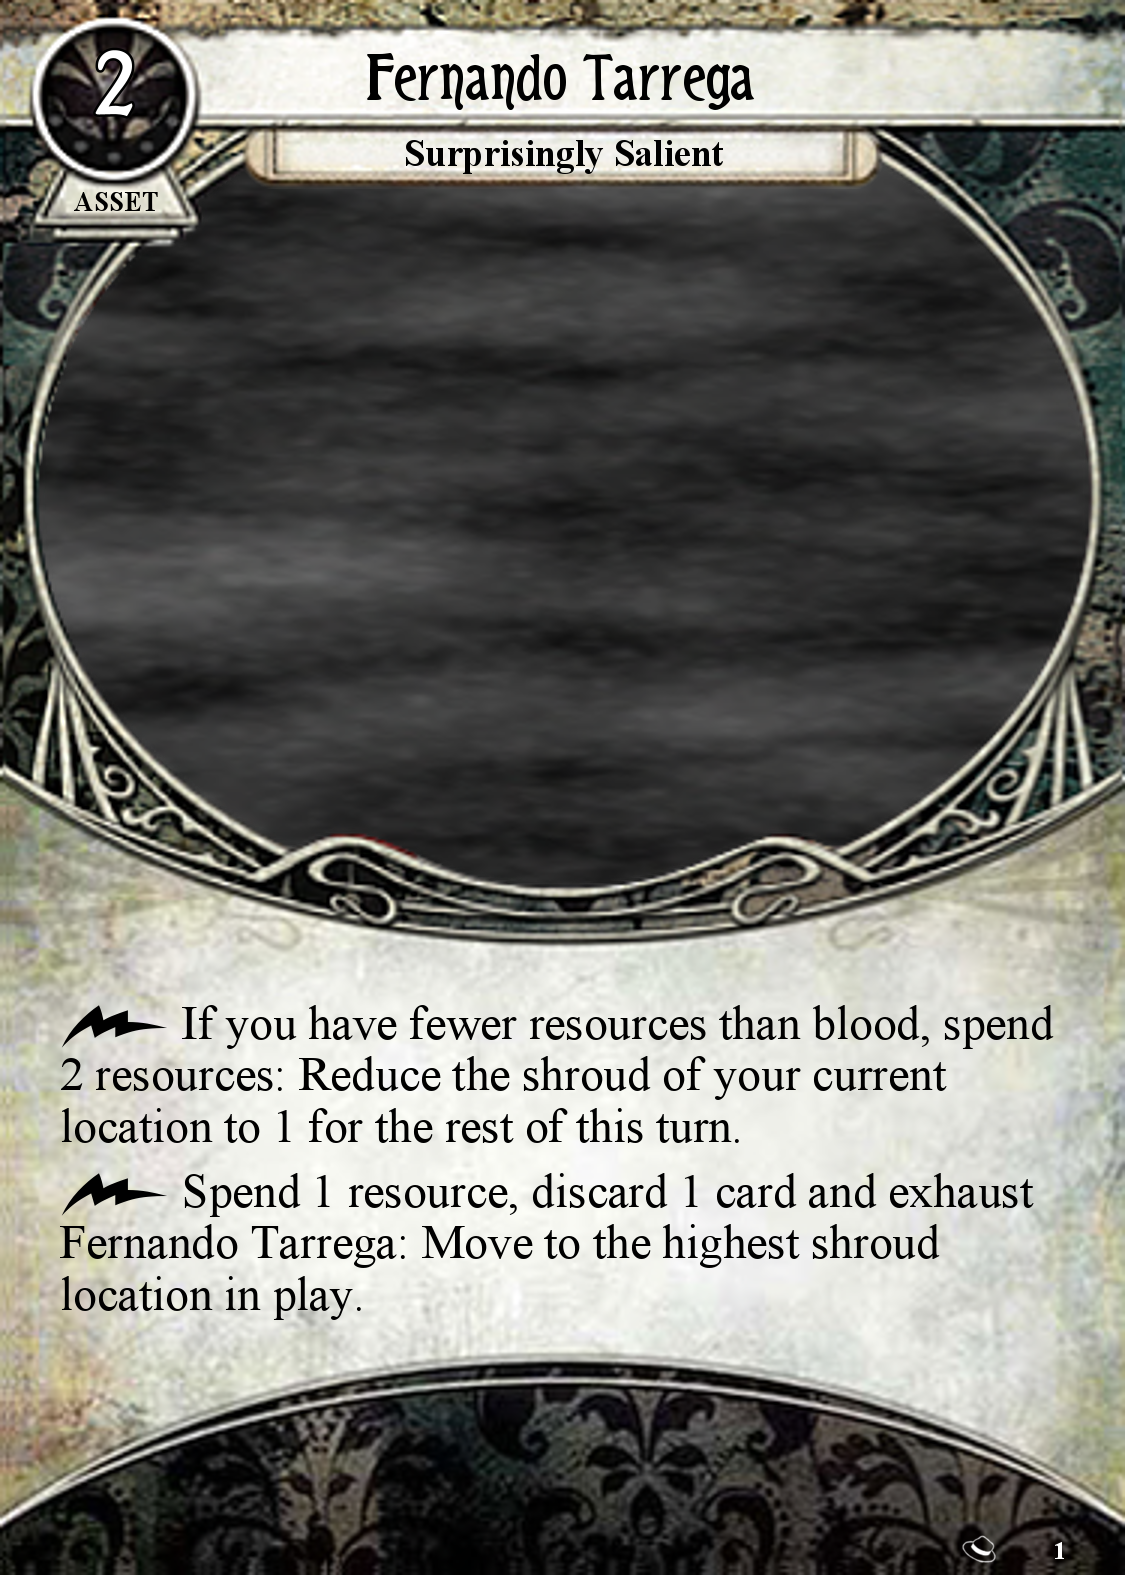 2
Fernando Tarrega
Surprisingly Salient
ASSET
If you have fewer resources than blood, spend
2 resources: Reduce the shroud of your current
location to 1 for the rest of this turn.
Spend 1 resource, discard 1 card and exhaust
Fernando Tarrega: Move to the highest shroud
location in play.
1